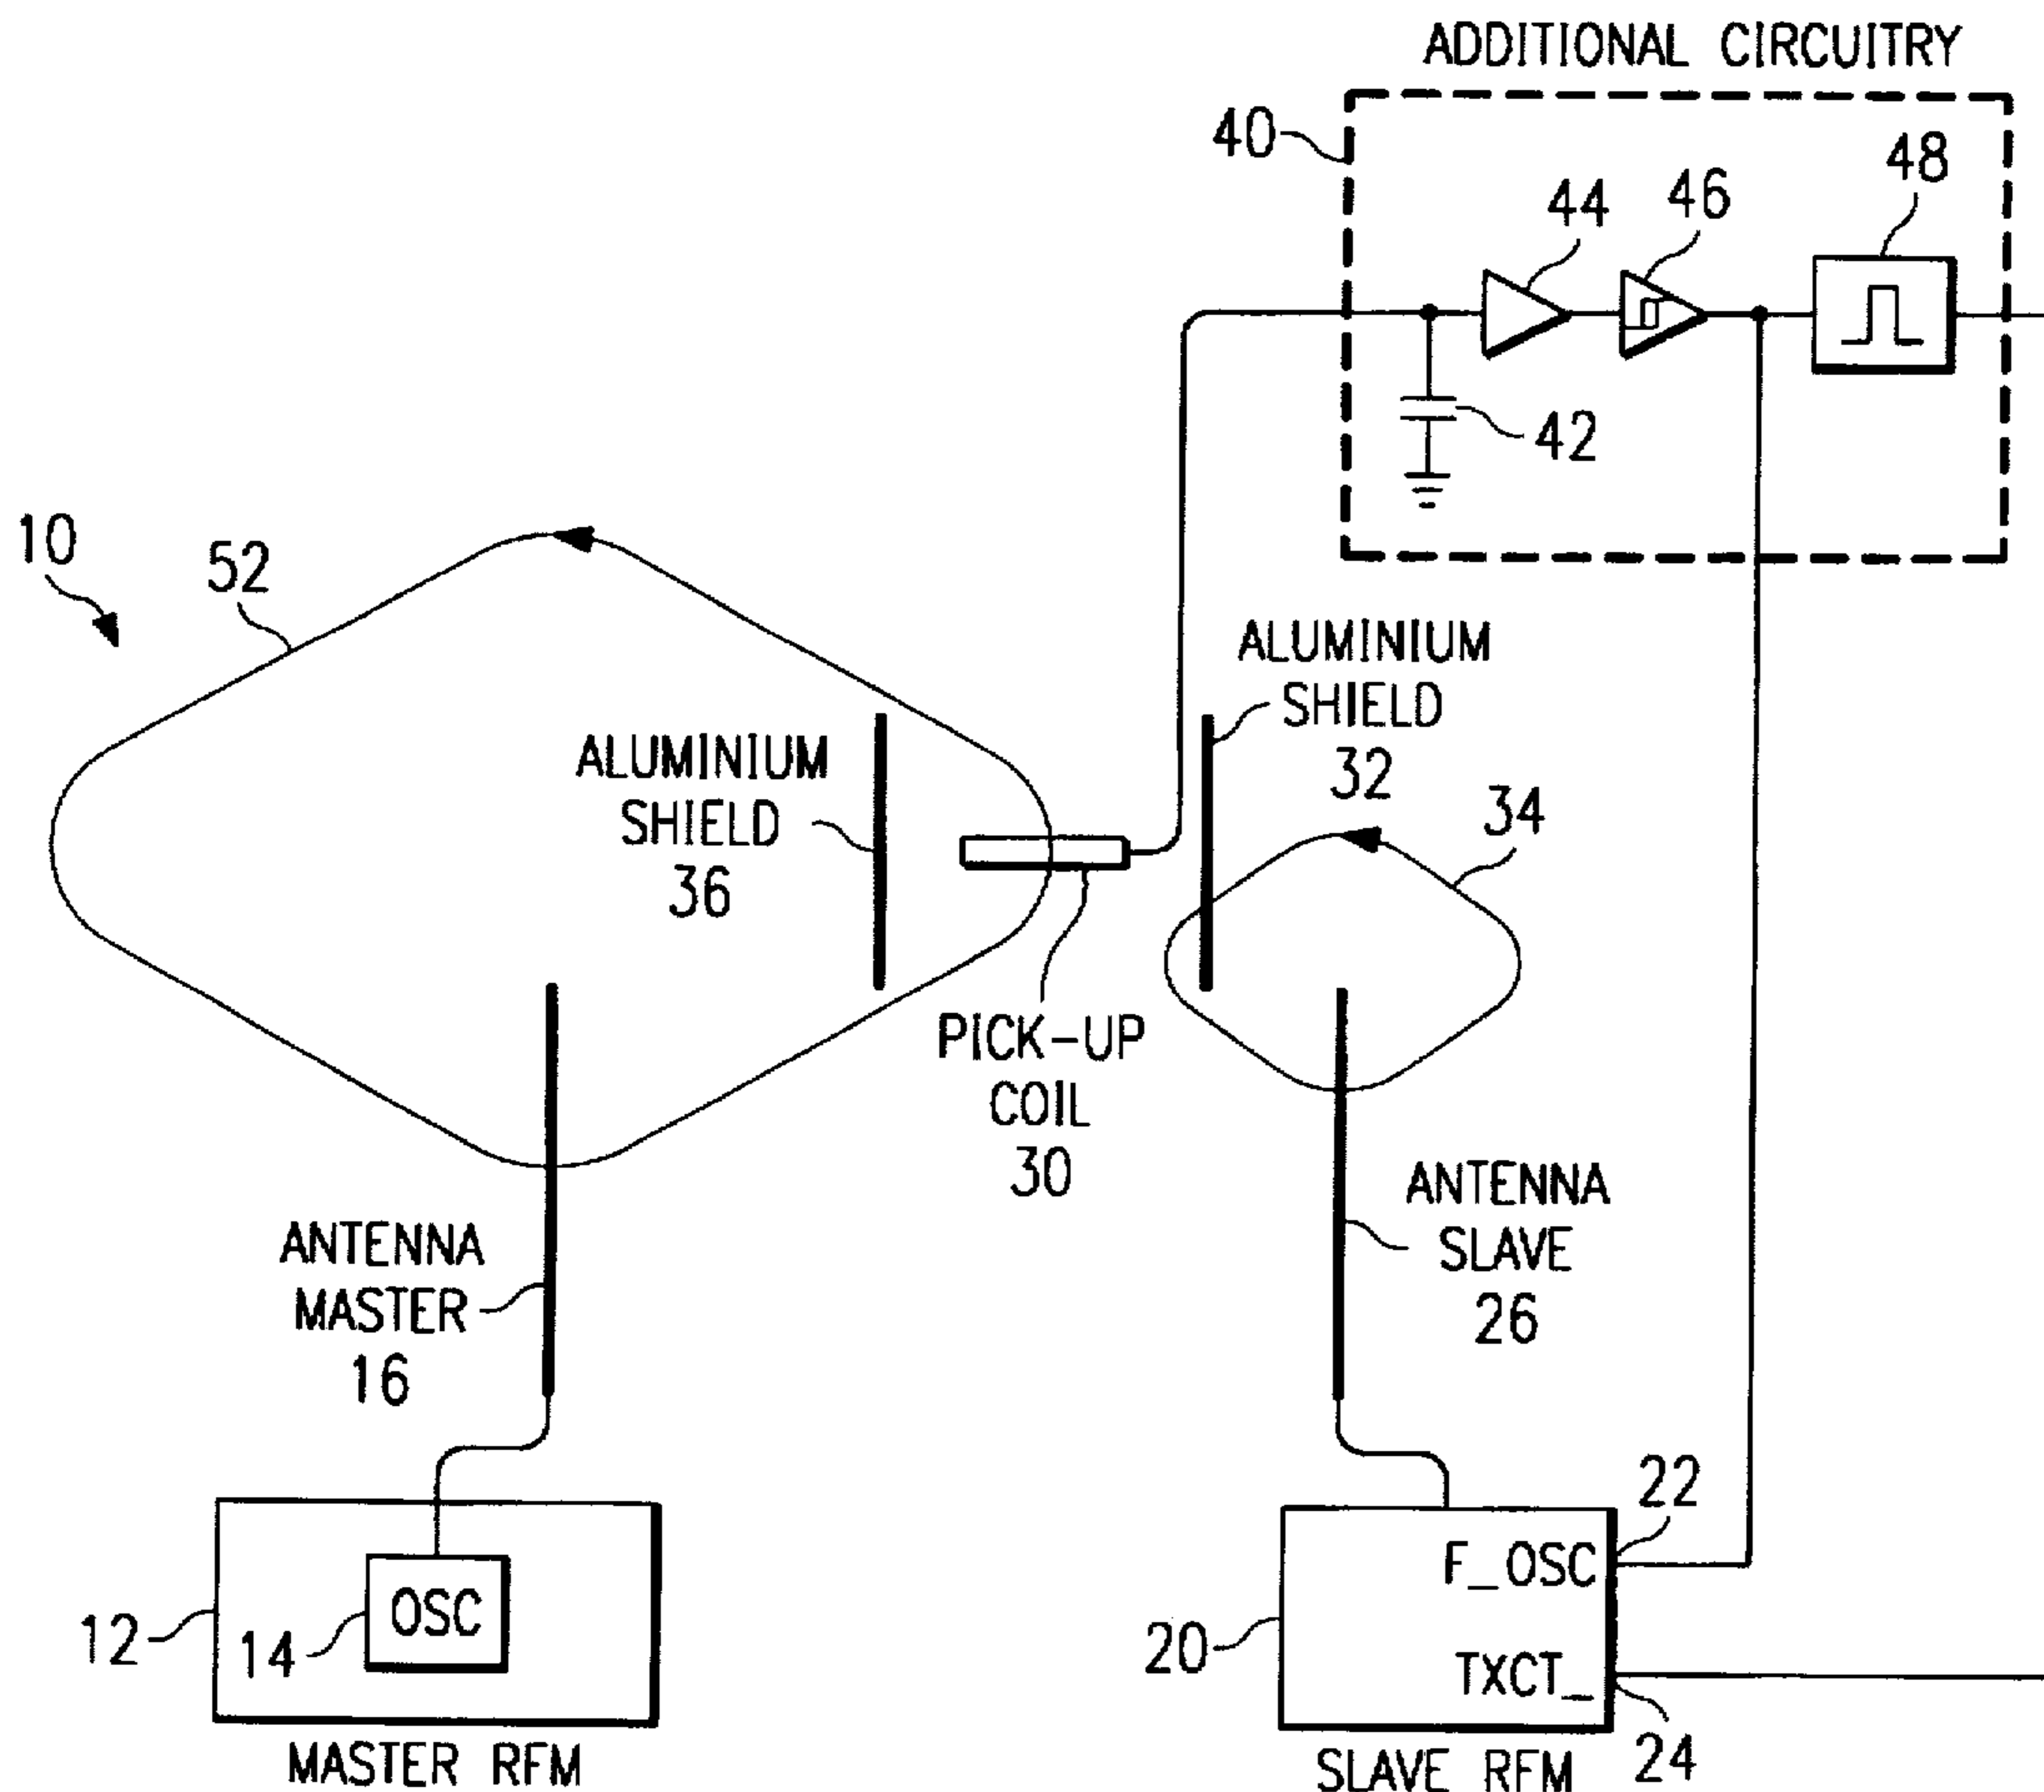 ADDITIONAL CIRCUITRY
40
48
44
46
42
10
52
ALUMINIUM
SHIELD
32
ALUMINIUM
SHIELD
36
34
PICK-UP
COIL
30
ANTENNA
MASTER
16
ANTENNA
SLAVE
26
22
F_OSC
OSC
12
14
20
TXCT_
24
MASTER RFM
SLAVE RFM